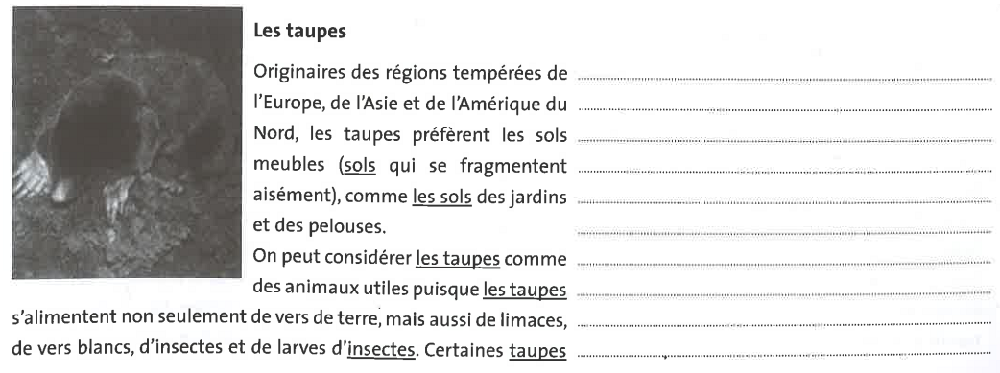 Les taupes
Originaires des régions tempérées de
l'Europe, de l'Asie et de l'Amérique du
Nord, les taupes préfèrent les sols
meubles (sols qui se fragmentent
aisément), comme les sols des jardins
et des pelouses.
On peut considérer les taupes comme
des animaux utiles puisque les taupes
s'alimentent non seulement de vers de terre, mais aussi de limaces,
de vers blancs, d'insectes et de larves d'insectes. Certaines taupes